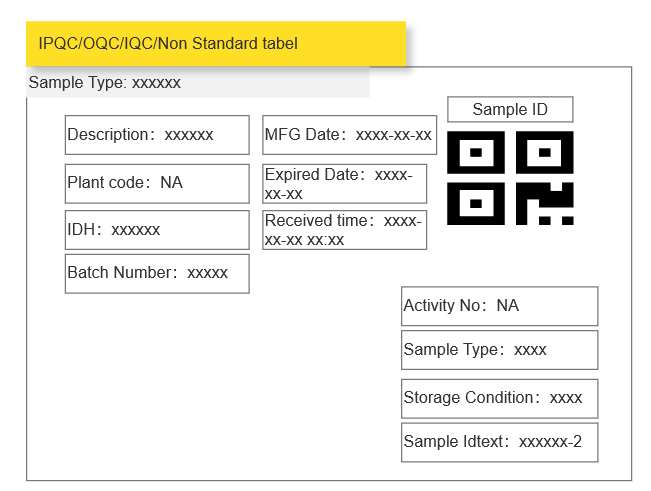 IPQC/OQC/IQC/Non Standard tabel
Sample Type: xxxxxx
Sample ID
Description：xxxxxx
MFG Date：xxxx-xx-xx
Plant code：NA
Expired Date：xxxx-
xx-xx
IDH：xxxxxx
Received time：xxxx-
xx-xx xx:xx
Batch Number：xxxxx
Activity No：NA
Sample Type：xxxx
Storage Condition：xxxx
Sample Idtext：xxxxxx-2